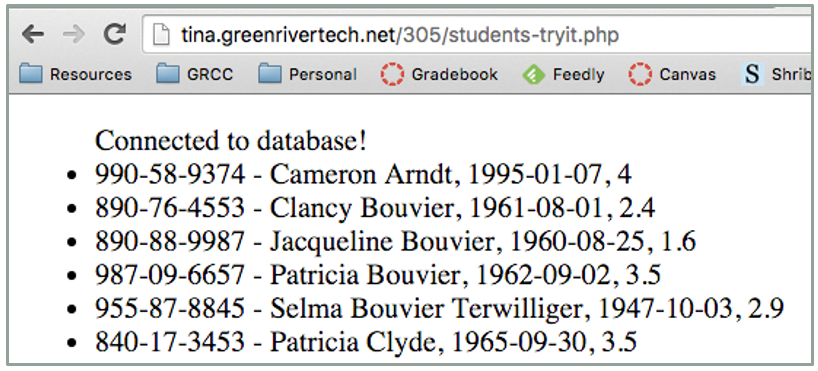 tina.greenrivertech.net/305/students-tryit.php
Resources GRCC Personal Gradebook Feedly Canvas S Shrib
Connected to database!
• 990-58-9374 - Cameron Arndt, 1995-01-07, 4
• 890-76-4553 - Clancy Bouvier, 1961-08-01, 2.4
• 890-88-9987 - Jacqueline Bouvier, 1960-08-25, 1.6
• 987-09-6657 - Patricia Bouvier, 1962-09-02, 3.5
• 955-87-8845 - Selma Bouvier Terwilliger, 1947-10-03, 2.9
• 840-17-3453 - Patricia Clyde, 1965-09-30, 3.5